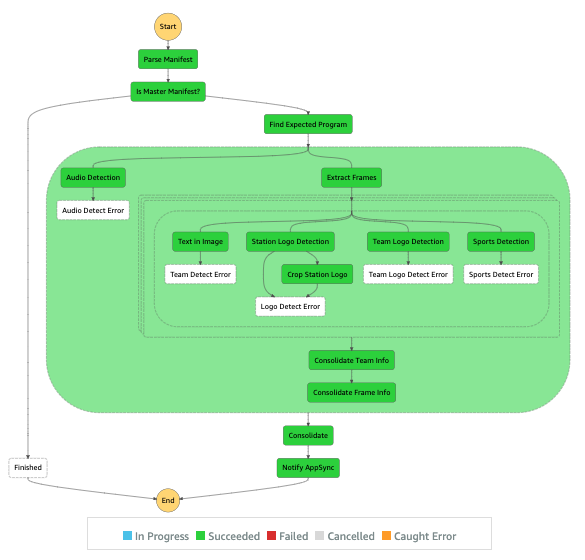 Start
Parse Manifest
Is Master Manifest?
Find Expected Program
Audio Detection
Extract Frames
Audio Detect Error
Text in Image
Station Logo Detection
Team Logo Detection
Sports Detection
Team Detect Error
Crop Station Logo
Team Logo Detect Error
Sports Detect Error
Logo Detect Error
Consolidate Team Info
Consolidate Frame Info
Consolidate
Finished
Notify AppSync
End
In Progress
Succeeded
Failed
Cancelled
Caught Error